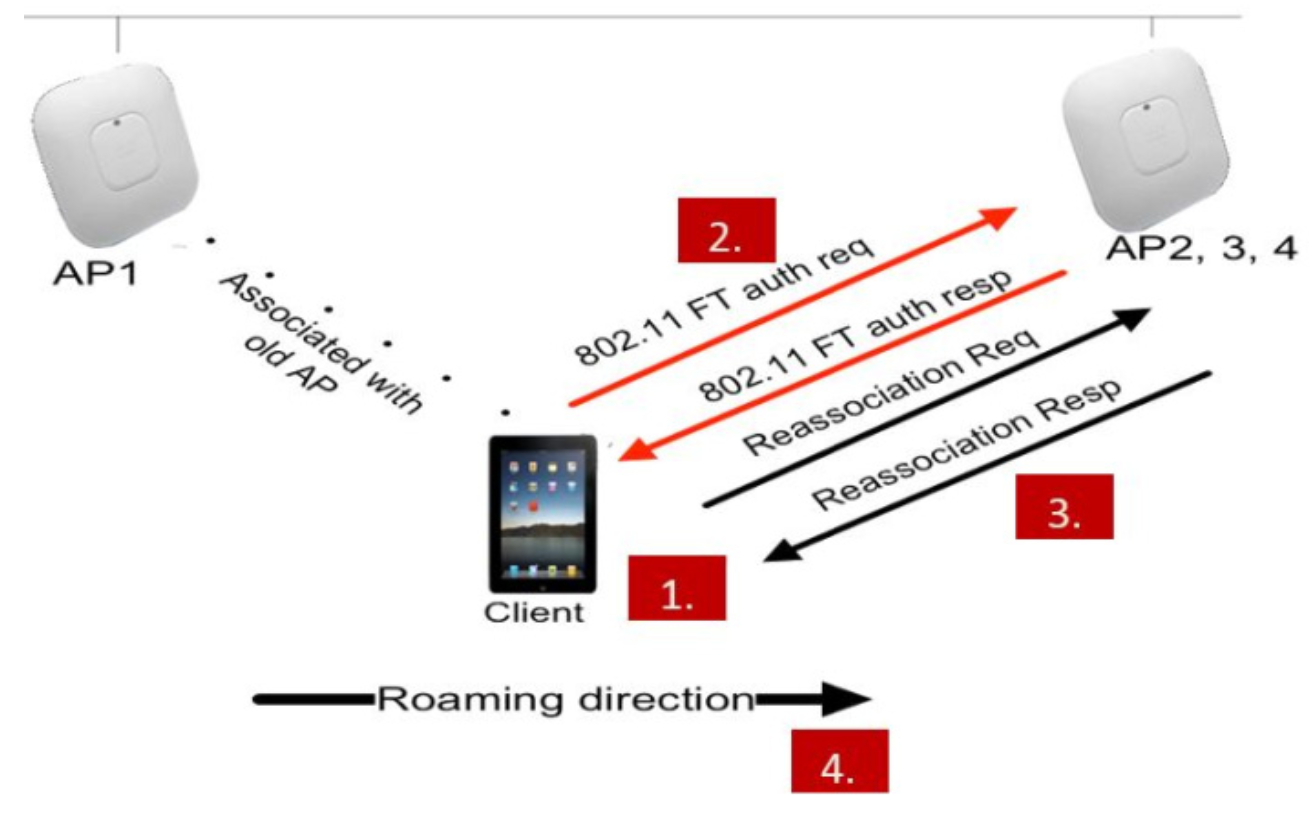 AP1
AP2, 3, 4
Associated with
old AP
2.
802.11 FT auth req
802.11 FT auth resp
Reassociation Req
Reassociation Resp
3.
Client
1.
Roaming direction
4.